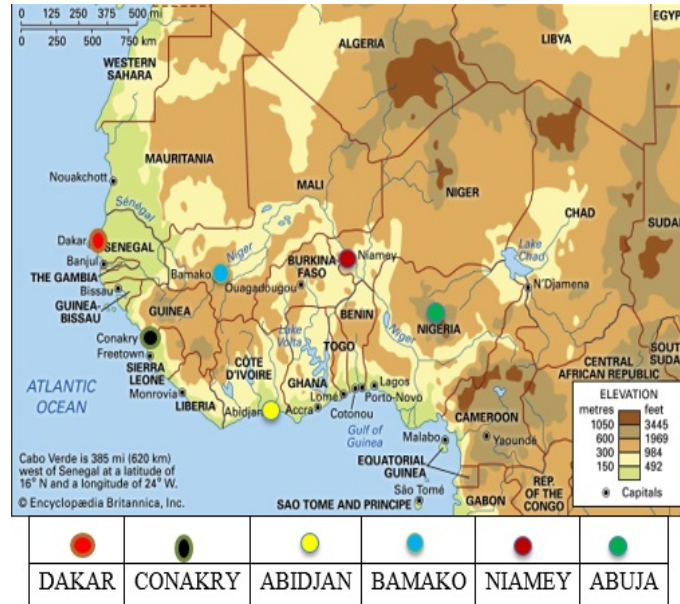 0 125 250 375 500 mi
0 250 500 750 km
EGYP
ALGERIA
LIBYA
WESTERN
SAHARA
MAURITANIA
Nouakchott
MALI
NIGER
CHAD
SUDA
Sénégal
Dakar
SENEGAL
Banjul
THE GAMBIA
Bissau
GUINEA-
BISSAU
Bamako
Niger
BURKINA
FASO
Niamey
Ouagadougou
Lake
Chad
N'Djamena
GUINEA
BENIN
Niger
NIGERIA
Conakry
Freetown
SIERRA
LEONE
Lake
Volta
TOGO
CÔTE
D'IVOIRE
GHANA
SOUT
SUDA
CENTRAL
AFRICAN REPUBLIC
ATLANTIC
OCEAN
Monrovia
LIBERIA
Abidjan
Accra
Lomé
Cotonou
Lagos
Porto-Novo
Gulf of
Guinea
CAMEROON
Malabo
Yaoundé
EQUATORIAL
GUINEA
São Tomé
SAO TOME AND PRINCIPE
GABON
REP.
OF THE
CONGO
ELEVATION
metres feet
1050 3445
600 1969
300 984
150 492
Capitals
Cabo Verde is 385 mi (620 km)
west of Senegal at a latitude of
16° N and a longitude of 24° W.
© Encyclopædia Britannica, Inc.
DAKAR CONAKRY ABIDJAN BAMAKO NIAMEY ABUJA